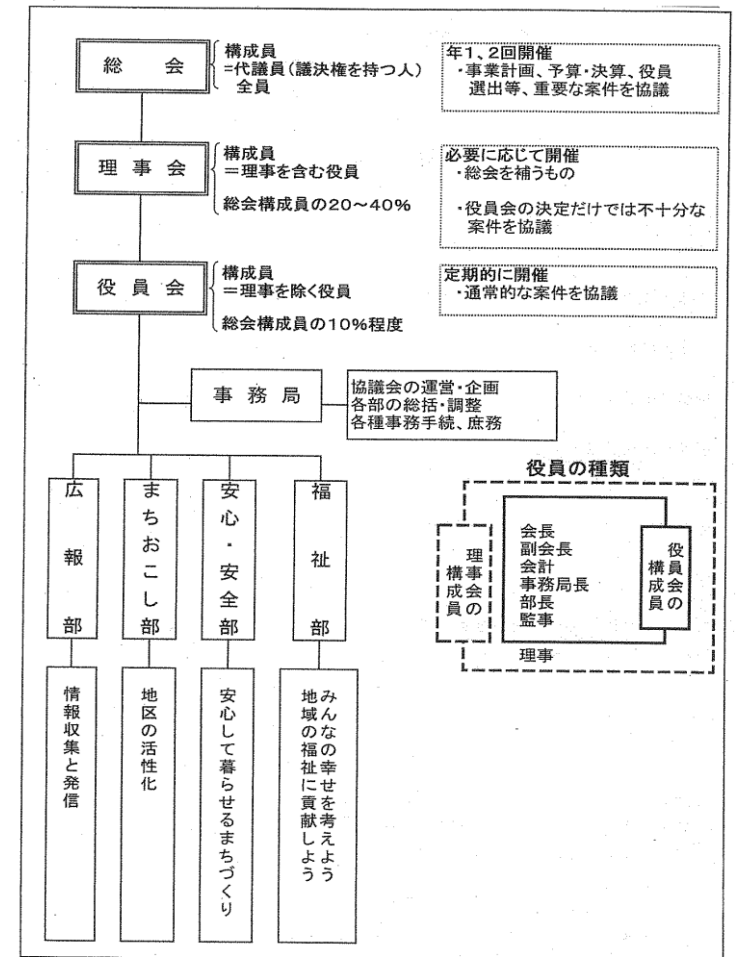 総会
構成員
=代議員(議決権を持つ人)
全員
年1、2回開催
・事業計画、予算・決算、役員
選出等、重要な案件を協議
理事会
構成員
=理事を含む役員
総会構成員の20~40%
必要に応じて開催
・総会を補うもの
・役員会の決定だけでは不十分な
案件を協議
役員会
構成員
=理事を除く役員
総会構成員の10%程度
定期的に開催
・通常的な案件を協議
事務局
協議会の運営・企画
各部の総括・調整
各種事務手続、庶務
広報部
まちおこし部
安心・安全部
福祉部
情報収集と発信
地区の活性化
安心して暮らせるまちづくり
みんなの幸せを考えよう
地域の福祉に貢献しよう
役員の種類
理事会の
構成員
会長
副会長
会計
事務局長
部長
監事
役員会の
構成員
理事